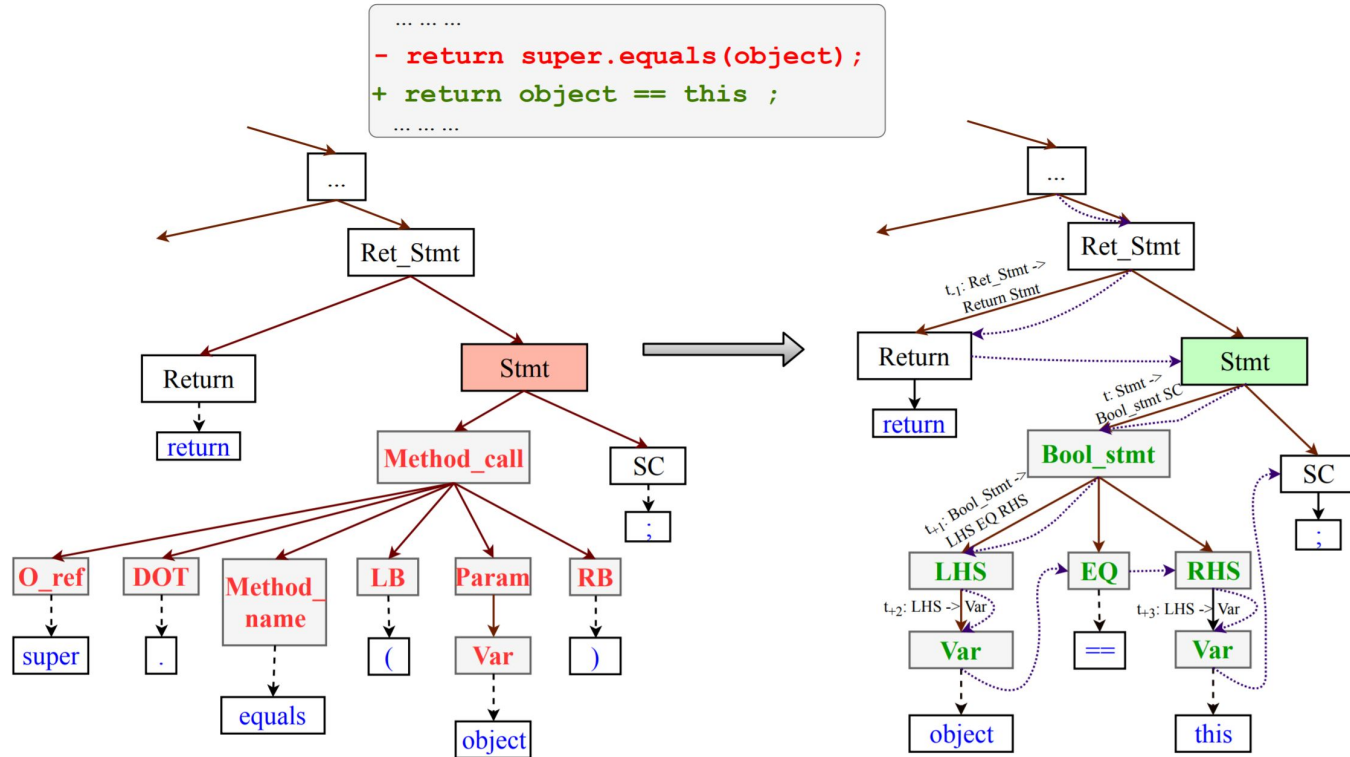 ... ... ...
- return super.equals(object);
+ return object == this ;
... ... ...
...
Ret_Stmt
Return
Stmt
return
Method_call
SC
;
O_ref
DOT
Method_
name
LB
Param
RB
super
.
(
Var
)
equals
object
...
Ret_Stmt
t-1: Ret_Stmt ->
Return Stmt
Return
Stmt
return
t: Stmt ->
Bool_stmt SC
Bool_stmt
SC
;
t+1: Bool_Stmt ->
LHS EQ RHS
LHS
EQ
RHS
t+2: LHS -> Var
t+3: LHS -> Var
Var
==
Var
object
this